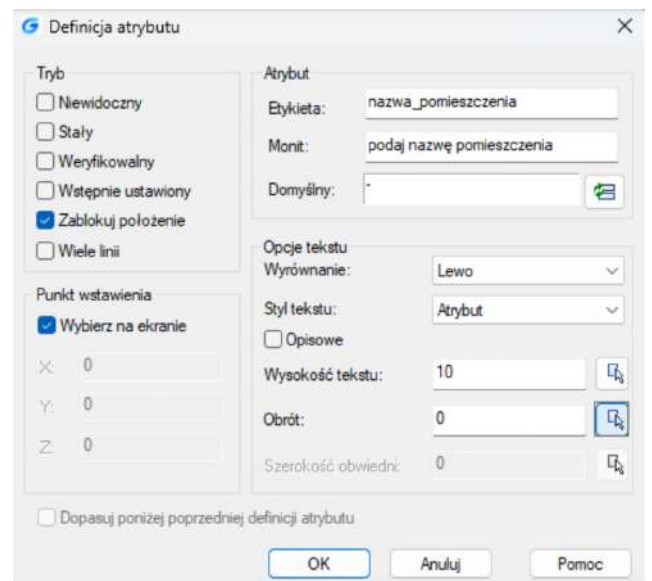 Definicja atrybutu
Tryb
Niewidoczny
Stały
Weryfikowalny
Wstępnie ustawiony
Zablokuj położenie
Wiele linii
Punkt wstawienia
Wybierz na ekranie
X: 0
Y: 0
Z: 0
Atrybut
Etykieta: nazwa_pomieszczenia
Monit: podaj nazwę pomieszczenia
Domyślny: -
Opcje tekstu
Wyrównanie: Lewo
Styl tekstu: Atrybut
Opisowe
Wysokość tekstu: 10
Obrót: 0
Szerokość obwiedni: 0
Dopasuj poniżej poprzedniej definicji atrybutu
OK Anuluj Pomoc